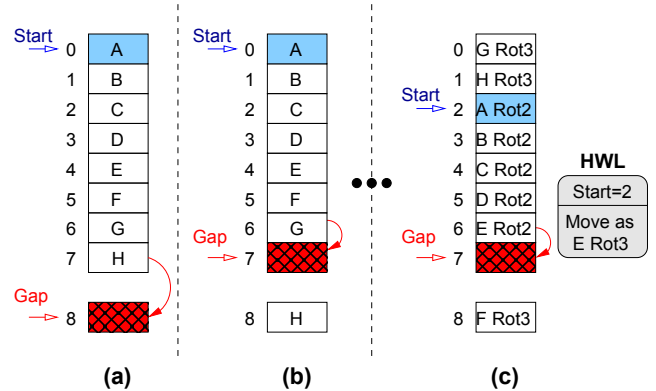 Start
0 A
1 B
2 C
3 D
4 E
5 F
6 G
7 H
Gap
8
(a)
Start
0 A
1 B
2 C
3 D
4 E
5 F
6 G
Gap
7
8 H
(b)
0 G Rot3
1 H Rot3
Start
2 A Rot2
3 B Rot2
4 C Rot2
5 D Rot2
6 E Rot2
Gap
7
8 F Rot3
(c)
HWL
Start=2
Move as
E Rot3